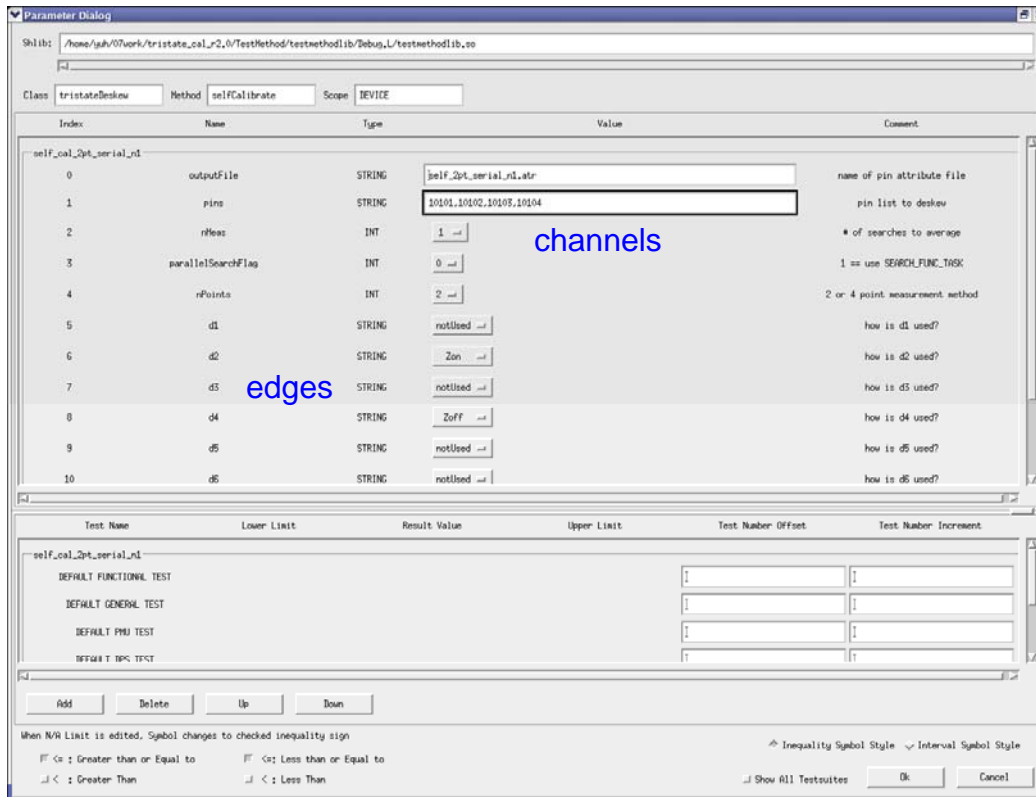 Parameter Dialog
Shlib: /home/yuh/07work/tristate_cal_r2.0/TestMethod/testmethodlib/Debug.L/testmethodlib.so
Class tristateDeskew Method selfCalibrate Scope DEVICE
Index Name Type Value Comment
self_cal_2pt_serial_n1
0 outputFile STRING self_2pt_serial_n1.atr name of pin attribute file
1 pins STRING 10101,10102,10103,10104 pin list to deskew
channels
2 nMeas INT 1 # of searches to average
3 parallelSearchFlag INT 0 1 == use SEARCH_FUNC_TASK
4 nPoints INT 2 2 or 4 point measurement method
5 d1 STRING notUsed how is d1 used?
6 d2 STRING Zon how is d2 used?
edges
7 d3 STRING notUsed how is d3 used?
8 d4 STRING Zoff how is d4 used?
9 d5 STRING notUsed how is d5 used?
10 d6 STRING notUsed how is d6 used?
Test Name Lower Limit Result Value Upper Limit Test Number Offset Test Number Increment
self_cal_2pt_serial_n1
DEFAULT FUNCTIONAL TEST
DEFAULT GENERAL TEST
DEFAULT PMU TEST
DEFAULT DPS TEST
Add Delete Up Down
When N/A Limit is edited, Symbol changes to checked inequality sign
Inequality Symbol Style Interval Symbol Style
<= : Greater than or Equal to <=: Less than or Equal to
< : Greater Than < : Less Than
Show All Testsuites Ok Cancel